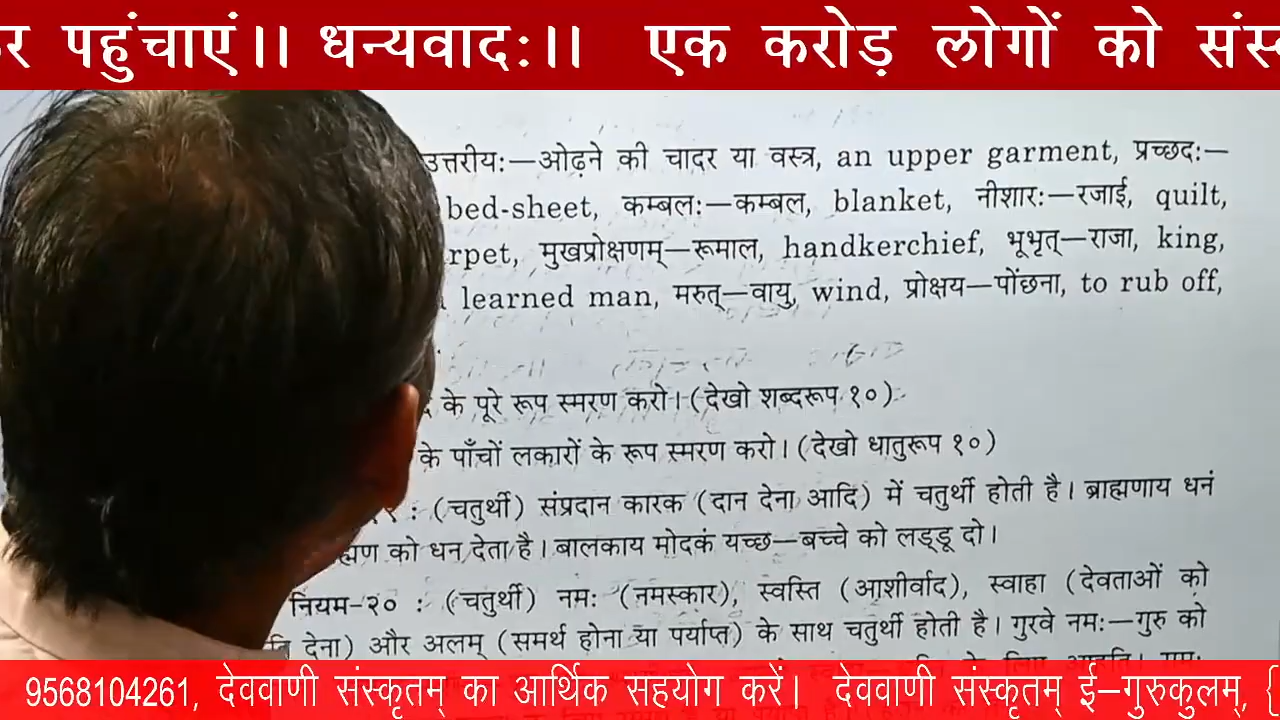 पहुंचाएं।। धन्यवादः।। एक करोड़ लोगों को
उत्तरीयः—ओढ़ने की चादर या वस्त्र, an upper garment, प्रच्छदः—
bed-sheet, कम्बलः—कम्बल, blanket, नीशारः—रजाई, quilt,
मुखप्रोक्षणम्—रूमाल, handkerchief, भूभृत्—राजा, king,
learned man, मरुत्—वायु, wind, प्रोक्षय—पोंछना, to rub off,
के पूरे रूप स्मरण करो। (देखो शब्दरूप १०)
के पाँचों लकारों के रूप स्मरण करो। (देखो धातुरूप १०)
: (चतुर्थी) संप्रदान कारक (दान देना आदि) में चतुर्थी होती है। ब्राह्मणाय धनं
को धन देता है। बालकाय मोदकं यच्छ—बच्चे को लड्डू दो।
नियम-२० : (चतुर्थी) नमः (नमस्कार), स्वस्ति (आशीर्वाद), स्वाहा (देवताओं को
देना) और अलम् (समर्थ होना या पर्याप्त) के साथ चतुर्थी होती है। गुरवे नमः—गुरु को
9568104261, देववाणी संस्कृतम् का आर्थिक सहयोग करें। देववाणी संस्कृतम् ई–गुरुकुलम्, {